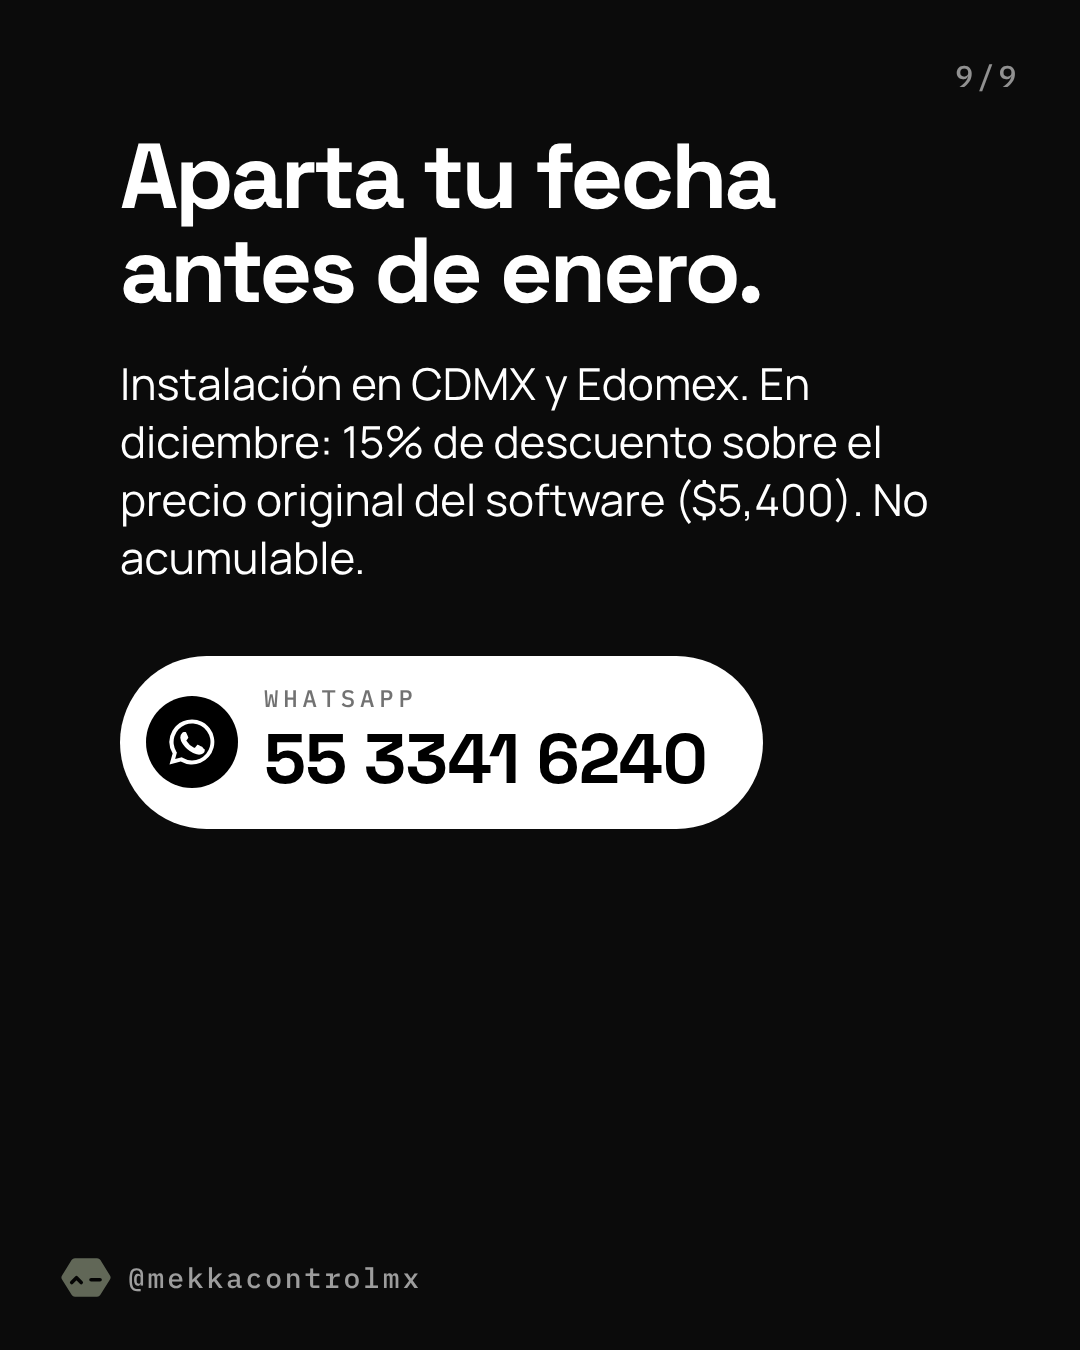 9/9
Aparta tu fecha
antes de enero.
Instalación en CDMX y Edomex. En
diciembre: 15% de descuento sobre el
precio original del software ($5,400). No
acumulable.
WHATSAPP
55 3341 6240
@mekkacontrolmx